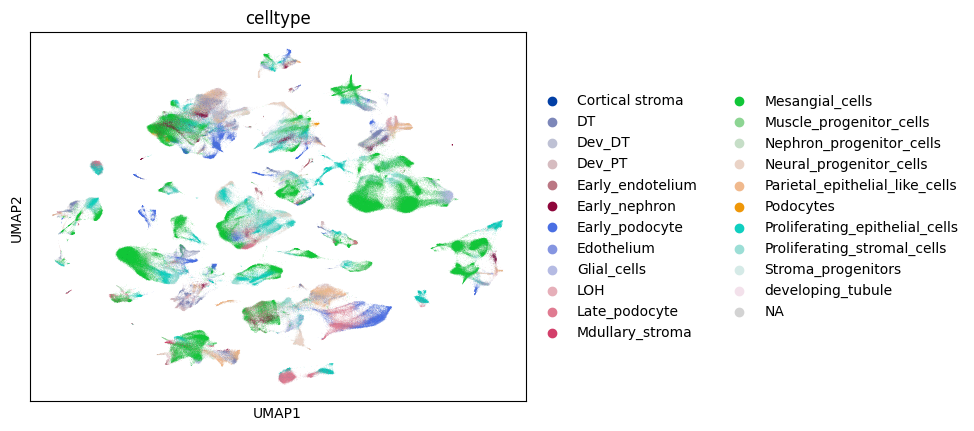 celltype
UMAP2
UMAP1
Cortical stroma
DT
Dev_DT
Dev_PT
Early_endotelium
Early_nephron
Early_podocyte
Edothelium
Glial_cells
LOH
Late_podocyte
Mdullary_stroma
Mesangial_cells
Muscle_progenitor_cells
Nephron_progenitor_cells
Neural_progenitor_cells
Parietal_epithelial_like_cells
Podocytes
Proliferating_epithelial_cells
Proliferating_stromal_cells
Stroma_progenitors
developing_tubule
NA